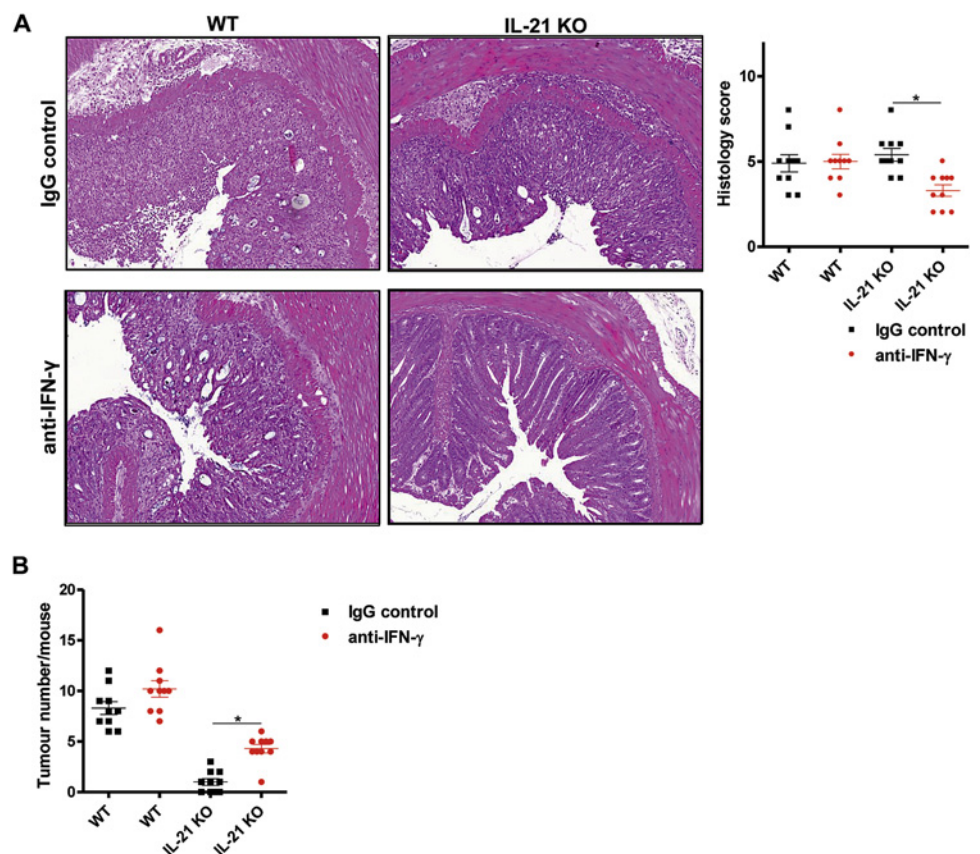 A
WT
IL-21 KO
IgG control
anti-IFN-γ
Histology score
10
5
0
*
WT
WT
IL-21 KO
IL-21 KO
IgG control
anti-IFN-γ
B
Tumour number/mouse
20
15
10
5
0
*
WT
WT
IL-21 KO
IL-21 KO
IgG control
anti-IFN-γ